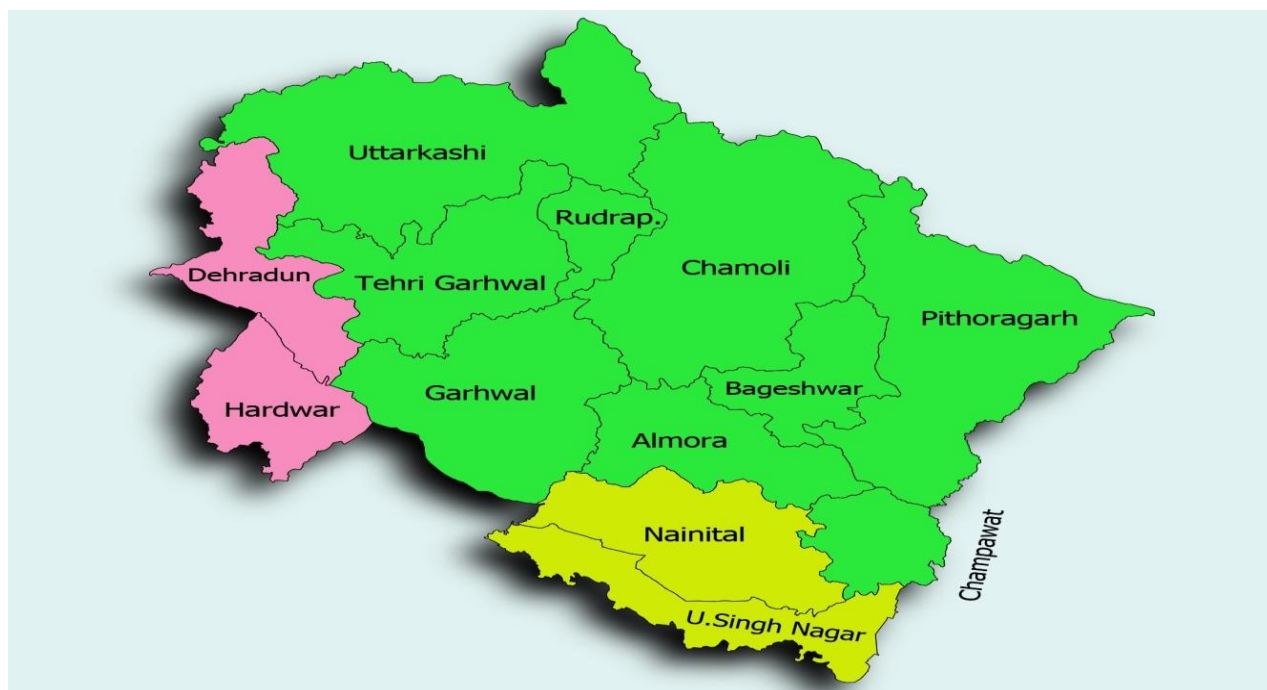 Uttarkashi
Rudrap.
Dehradun
Tehri Garhwal
Chamoli
Pithoragarh
Hardwar
Garhwal
Bageshwar
Almora
Nainital
Champawat
U.Singh Nagar